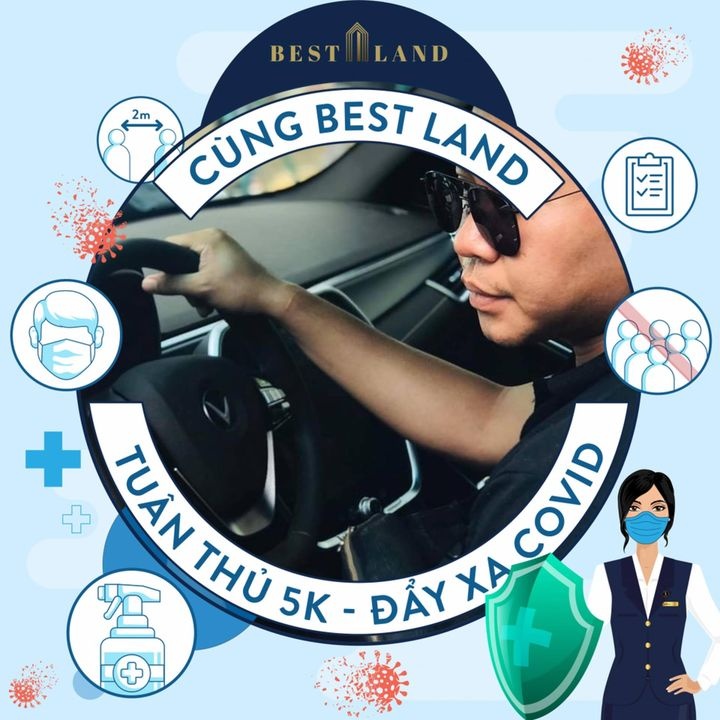 BEST LAND
2m
CÙNG BEST LAND
TUÂN THỦ 5K - ĐẨY XA COVID